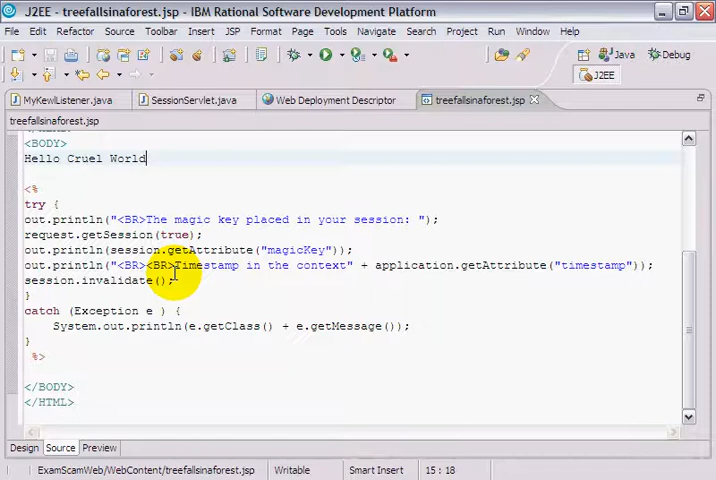 J2EE - treefallsinaforest.jsp - IBM Rational Software Development Platform
File Edit Refactor Source Toolbar Insert JSP Format Page Tools Navigate Search Project Run Window Help
Java Debug
J2EE
MyKewlListener.java SessionServlet.java Web Deployment Descriptor treefallsinaforest.jsp
treefallsinaforest.jsp
<BODY>
Hello Cruel World
<%
try {
out.println("<BR>The magic key placed in your session: ");
request.getSession(true);
out.println(session.getAttribute("magicKey"));
out.println("<BR><BR>Timestamp in the context" + application.getAttribute("timestamp"));
session.invalidate();
}
catch (Exception e ) {
System.out.println(e.getClass() + e.getMessage());
}
%>
</BODY>
</HTML>
Design Source Preview
ExamScamWeb/WebContent/treefallsinaforest.jsp Writable Smart Insert 15 : 18